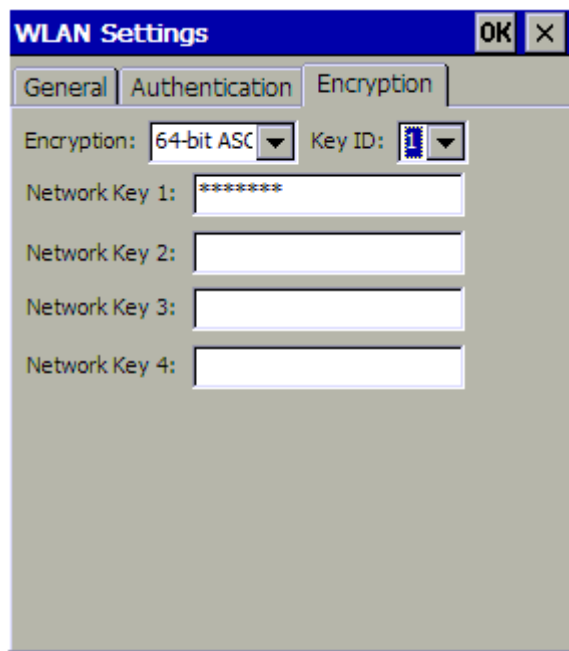 WLAN Settings OK ×
General Authentication Encryption
Encryption: 64-bit ASC Key ID: 1
Network Key 1: *******
Network Key 2:
Network Key 3:
Network Key 4: